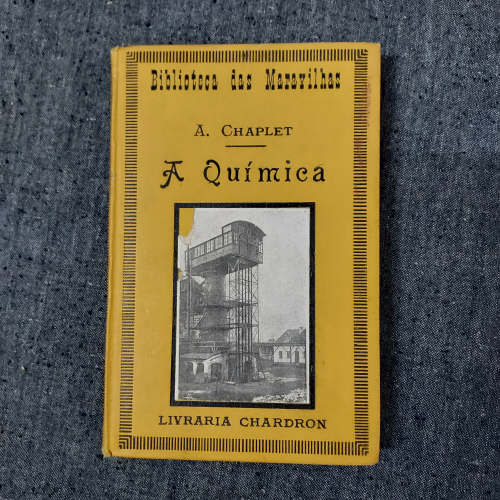 Biblioteca das Maravilhas
A. CHAPLET
A Química
LIVRARIA CHARDRON